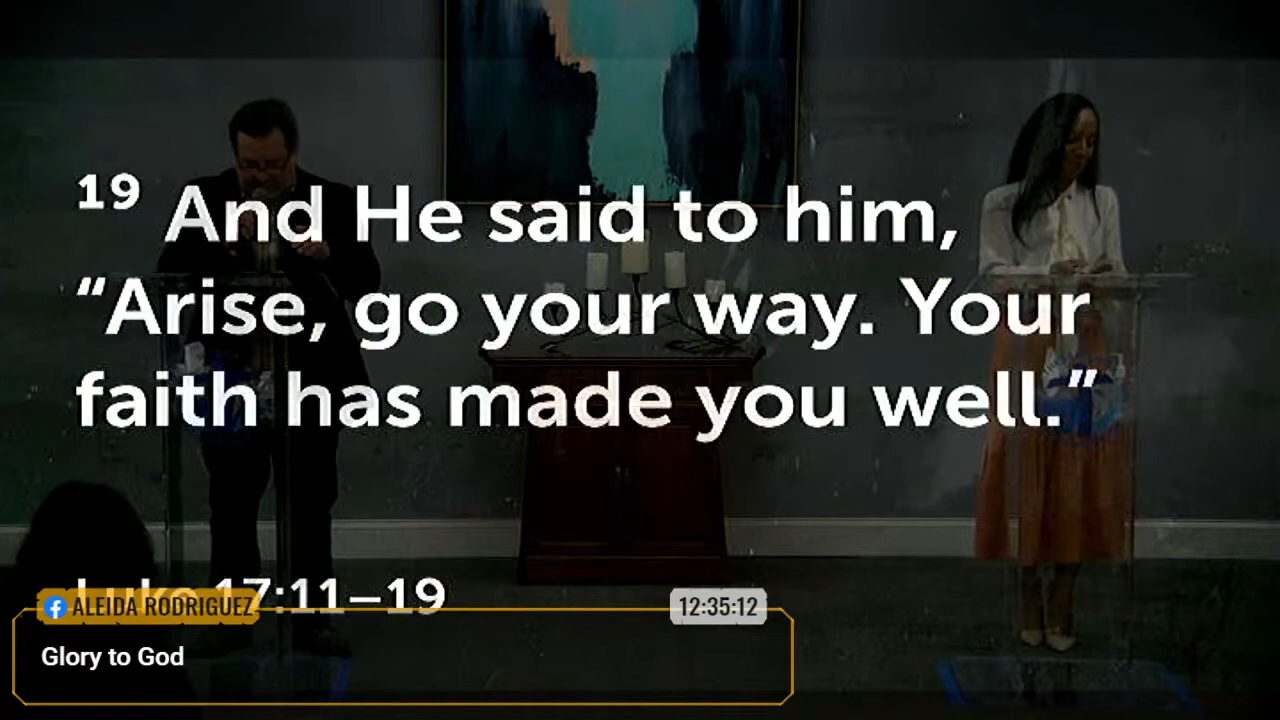 19 And He said to him,
“Arise, go your way. Your
faith has made you well.”
Luke 17:11–19
ALEIDA RODRIGUEZ
12:35:12
Glory to God